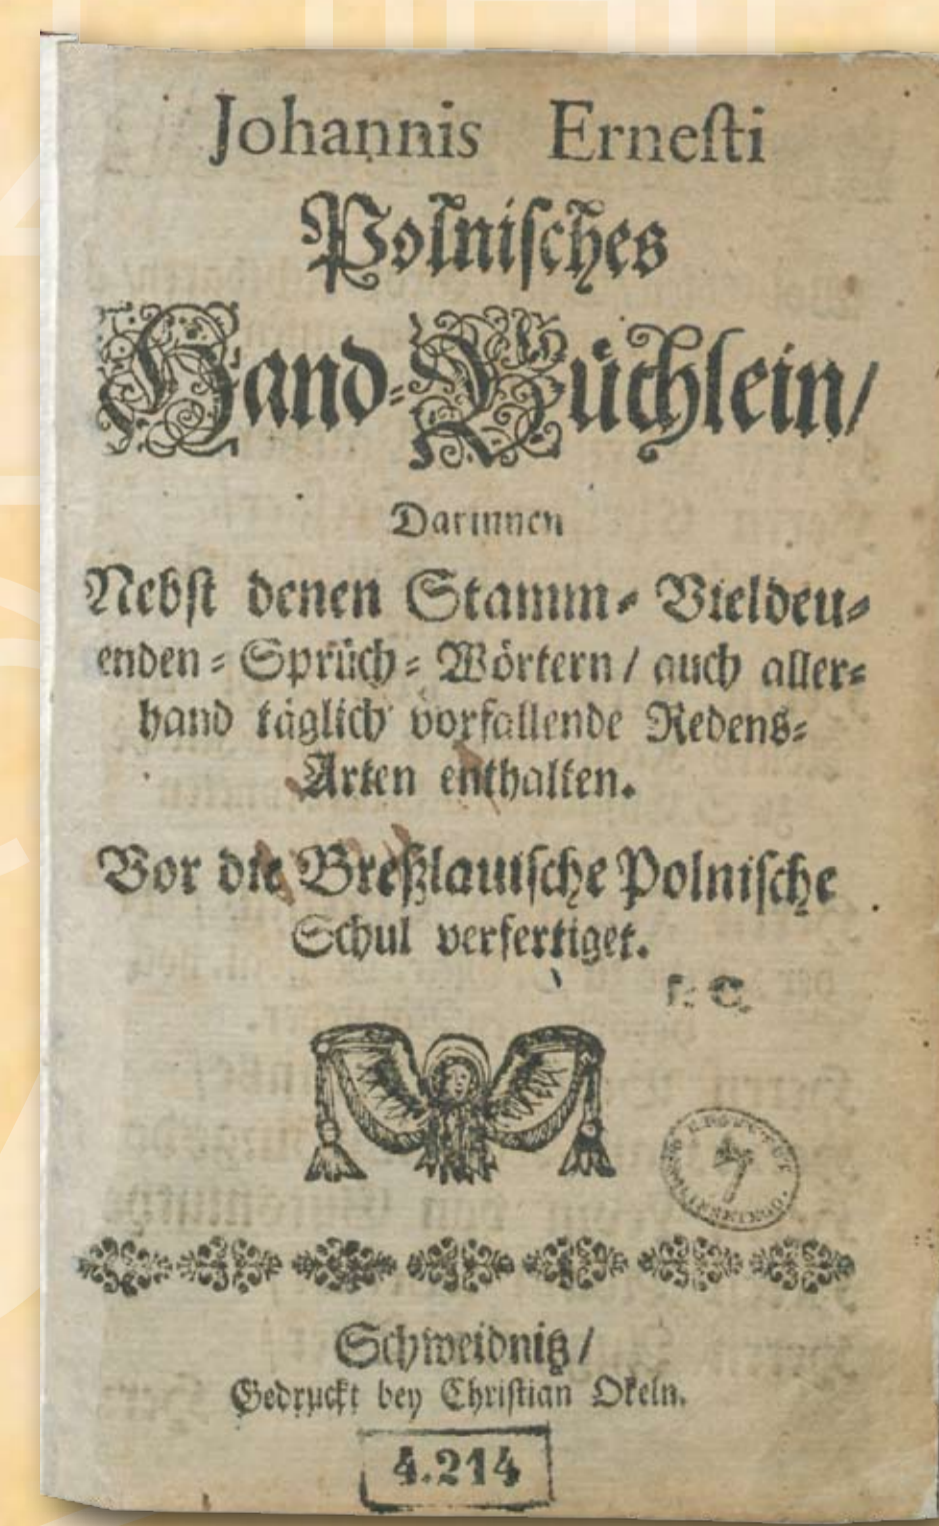 Johannis Ernesti
Polnisches
Hand-Büchlein/
Darinnen
Nebst denen Stamm- Vieldeu-
enden-Sprüch-Wörtern/ auch aller-
hand täglich vorfallende Redens-
Arten enthalten.
Vor die Breßlauische Polnische
Schul verfertiget.
Schweidnitz/
Gedruckt bey Christian Okeln.
4.214